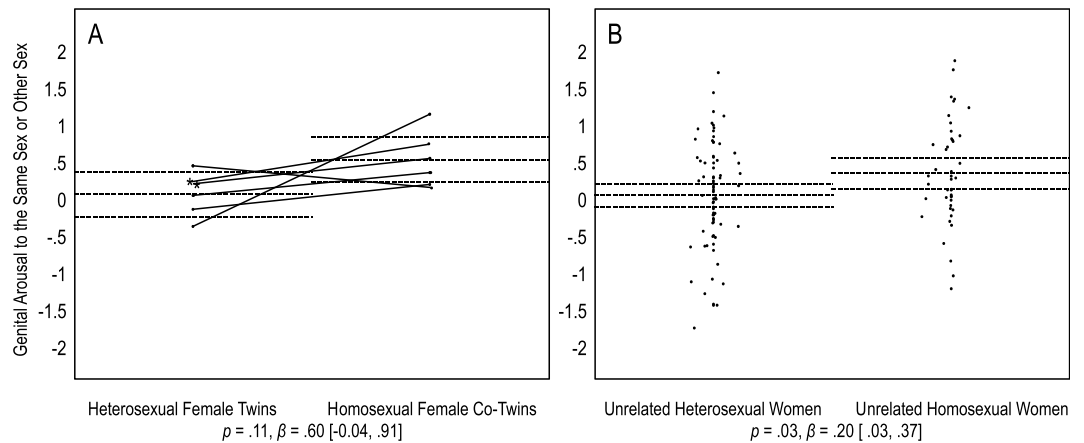 Genital Arousal to the Same Sex or Other Sex
A
2
1.5
1
.5
0
-.5
-1
-1.5
-2
*
*
Heterosexual Female Twins
Homosexual Female Co-Twins
p = .11, β = .60 [-0.04, .91]
B
2
1.5
1
.5
0
-.5
-1
-1.5
-2
Unrelated Heterosexual Women
Unrelated Homosexual Women
p = .03, β = .20 [ .03, .37]